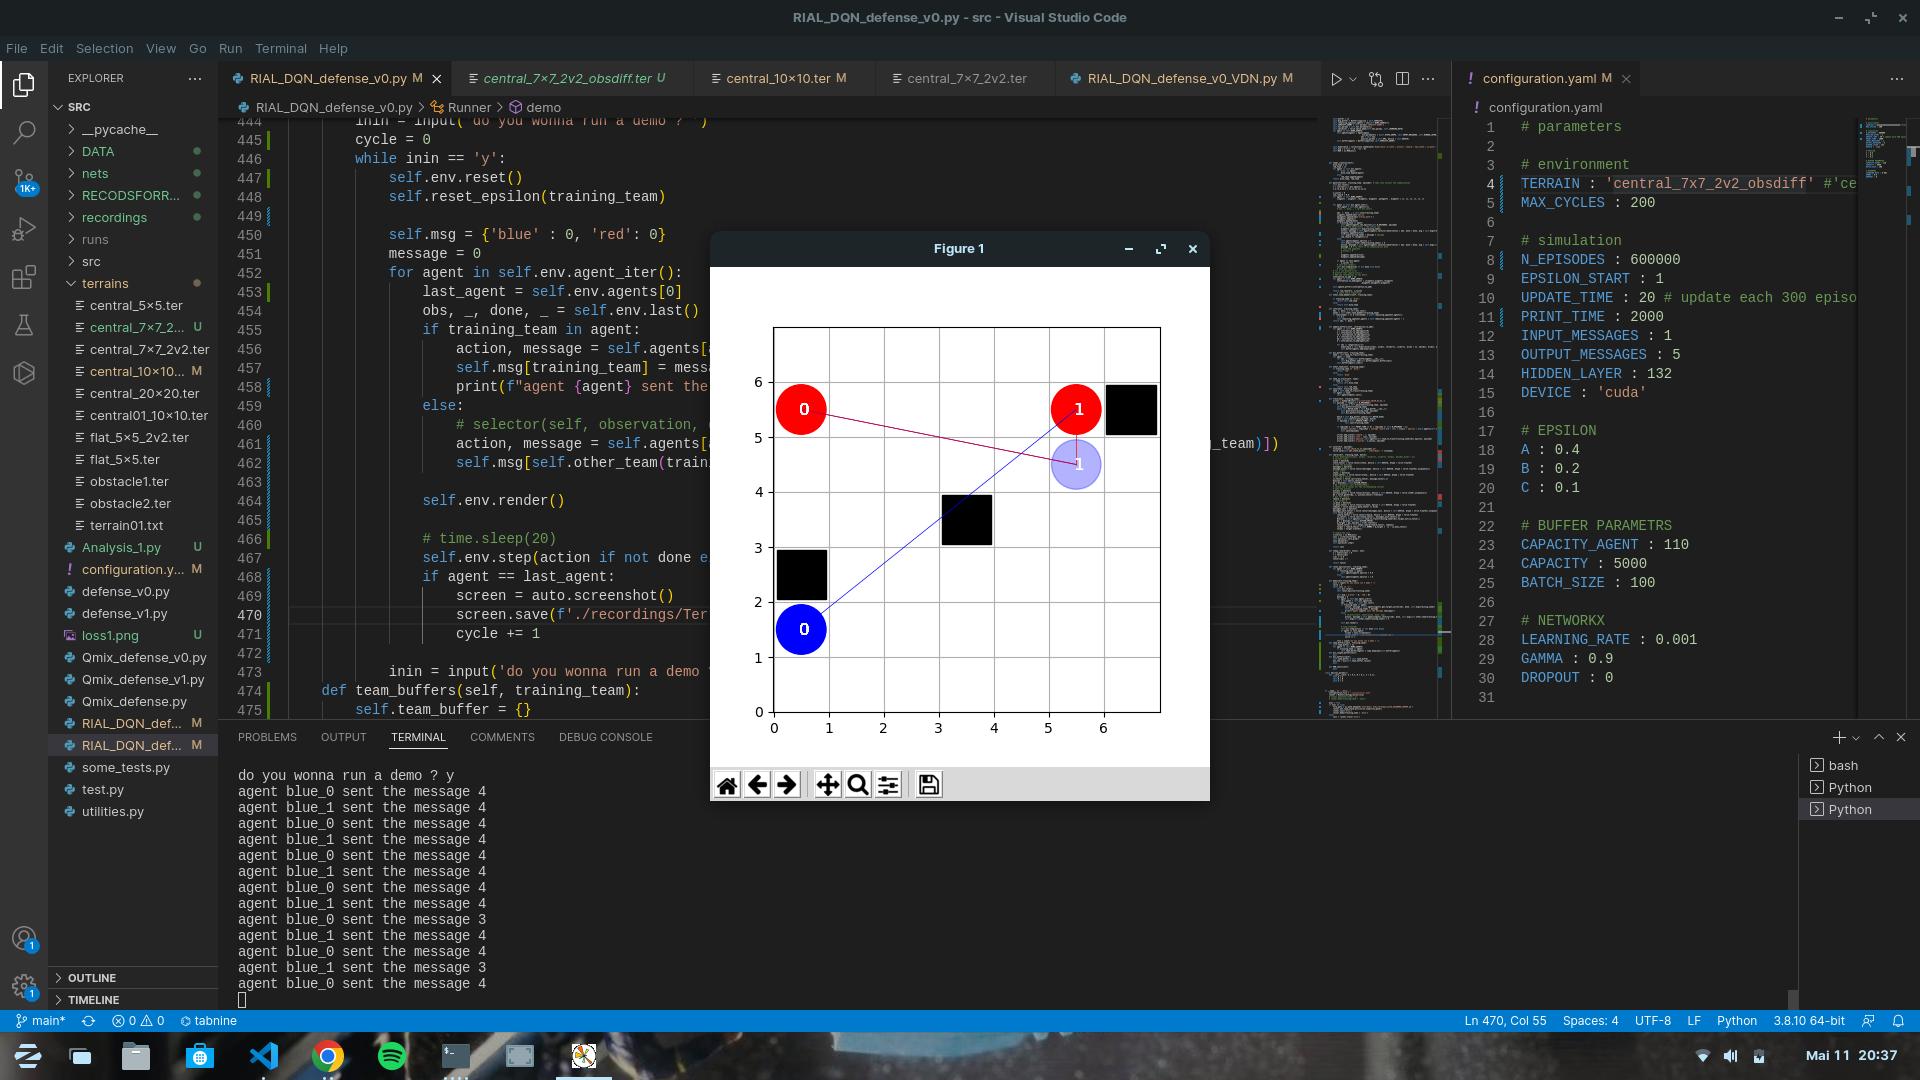 RIAL_DQN_defense_v0.py - src - Visual Studio Code
File Edit Selection View Go Run Terminal Help
EXPLORER
SRC
__pycache__
DATA
nets
RECODSFORR...
recordings
runs
src
terrains
central_5×5.ter
central_7×7_2... U
central_7×7_2v2.ter
central_10×10... M
central_20×20.ter
central01_10×10.ter
flat_5×5_2v2.ter
flat_5×5.ter
obstacle1.ter
obstacle2.ter
terrain01.txt
Analysis_1.py U
configuration.y... M
defense_v0.py
defense_v1.py
loss1.png U
Qmix_defense_v0.py
Qmix_defense_v1.py
Qmix_defense.py
RIAL_DQN_def... M
RIAL_DQN_def... M
some_tests.py
test.py
utilities.py
OUTLINE
TIMELINE
1K+
1
1
RIAL_DQN_defense_v0.py M
central_7×7_2v2_obsdiff.ter U
central_10×10.ter M
central_7×7_2v2.ter
RIAL_DQN_defense_v0_VDN.py M
RIAL_DQN_defense_v0.py > Runner > demo
444 inin = input('do you wonna run a demo ? ')
445 cycle = 0
446 while inin == 'y':
447 self.env.reset()
448 self.reset_epsilon(training_team)
449
450 self.msg = {'blue' : 0, 'red': 0}
451 message = 0
452 for agent in self.env.agent_iter():
453 last_agent = self.env.agents[0]
454 obs, _, done, _ = self.env.last()
455 if training_team in agent:
456 action, message = self.agents[
457 self.msg[training_team] = mess
458 print(f"agent {agent} sent the
459 else:
460 # selector(self, observation,
461 action, message = self.agents[ _team)])
462 self.msg[self.other_team(train
463
464 self.env.render()
465
466 # time.sleep(20)
467 self.env.step(action if not done e
468 if agent == last_agent:
469 screen = auto.screenshot()
470 screen.save(f'./recordings/Ter
471 cycle += 1
472
473 inin = input('do you wonna run a demo
474 def team_buffers(self, training_team):
475 self.team_buffer = {}
Figure 1
6
5
4
3
2
1
0
0 1 2 3 4 5 6
0
1
1
0
configuration.yaml M
configuration.yaml
1 # parameters
2
3 # environment
4 TERRAIN : 'central_7x7_2v2_obsdiff' #'ce
5 MAX_CYCLES : 200
6
7 # simulation
8 N_EPISODES : 600000
9 EPSILON_START : 1
10 UPDATE_TIME : 20 # update each 300 episo
11 PRINT_TIME : 2000
12 INPUT_MESSAGES : 1
13 OUTPUT_MESSAGES : 5
14 HIDDEN_LAYER : 132
15 DEVICE : 'cuda'
16
17 # EPSILON
18 A : 0.4
19 B : 0.2
20 C : 0.1
21
22 # BUFFER PARAMETRS
23 CAPACITY_AGENT : 110
24 CAPACITY : 5000
25 BATCH_SIZE : 100
26
27 # NETWORKX
28 LEARNING_RATE : 0.001
29 GAMMA : 0.9
30 DROPOUT : 0
31
PROBLEMS OUTPUT TERMINAL COMMENTS DEBUG CONSOLE
do you wonna run a demo ? y
agent blue_0 sent the message 4
agent blue_1 sent the message 4
agent blue_0 sent the message 4
agent blue_1 sent the message 4
agent blue_0 sent the message 4
agent blue_1 sent the message 4
agent blue_0 sent the message 4
agent blue_1 sent the message 4
agent blue_0 sent the message 3
agent blue_1 sent the message 4
agent blue_0 sent the message 4
agent blue_1 sent the message 3
agent blue_0 sent the message 4
bash
Python
Python
main* 0 0 tabnine
Ln 470, Col 55 Spaces: 4 UTF-8 LF Python 3.8.10 64-bit
Mai 11 20:37